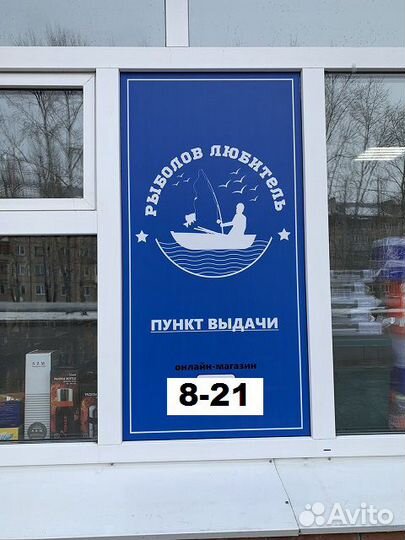 РЫБОЛОВ ЛЮБИТЕЛЬ
ПУНКТ ВЫДАЧИ
онлайн-магазин
8-21
Avito